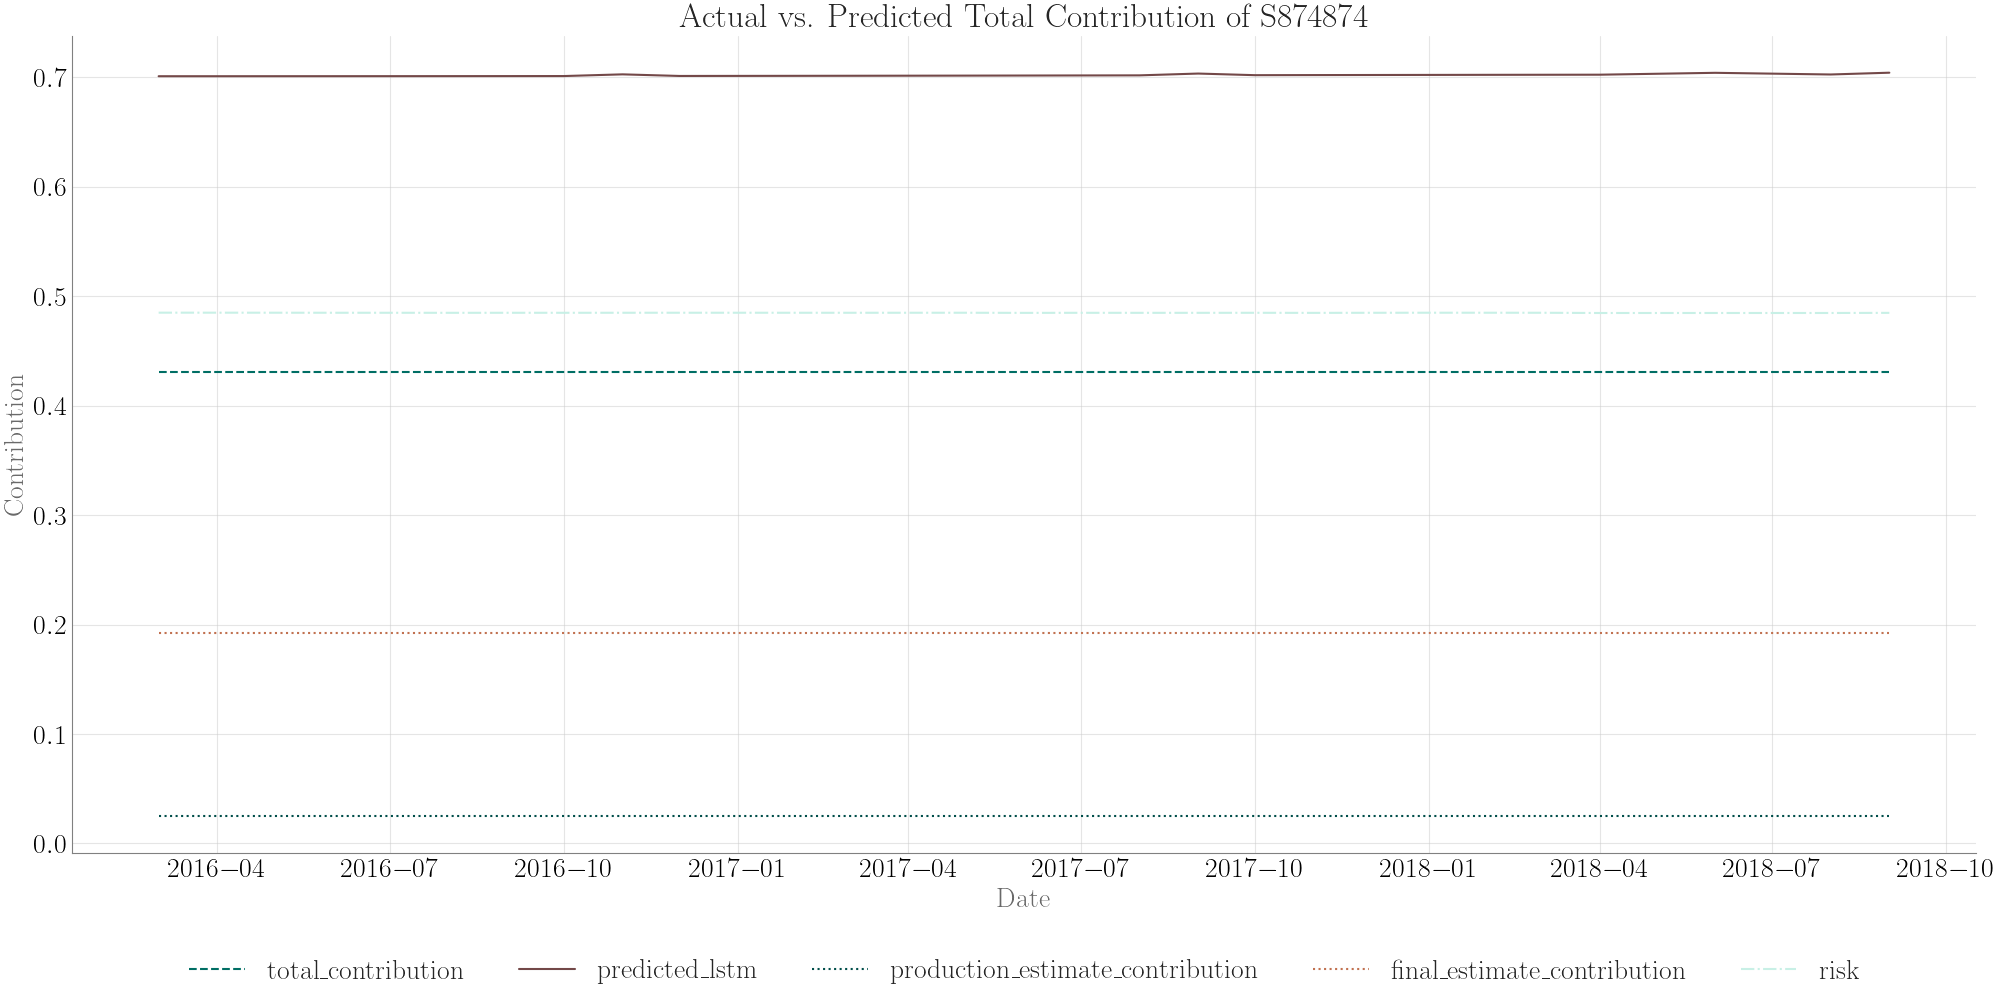 Actual vs. Predicted Total Contribution of S874874
Contribution
0.7
0.6
0.5
0.4
0.3
0.2
0.1
0.0
2016−04 2016−07 2016−10 2017−01 2017−04 2017−07 2017−10 2018−01 2018−04 2018−07 2018−10
Date
total_contribution predicted_lstm production_estimate_contribution final_estimate_contribution risk